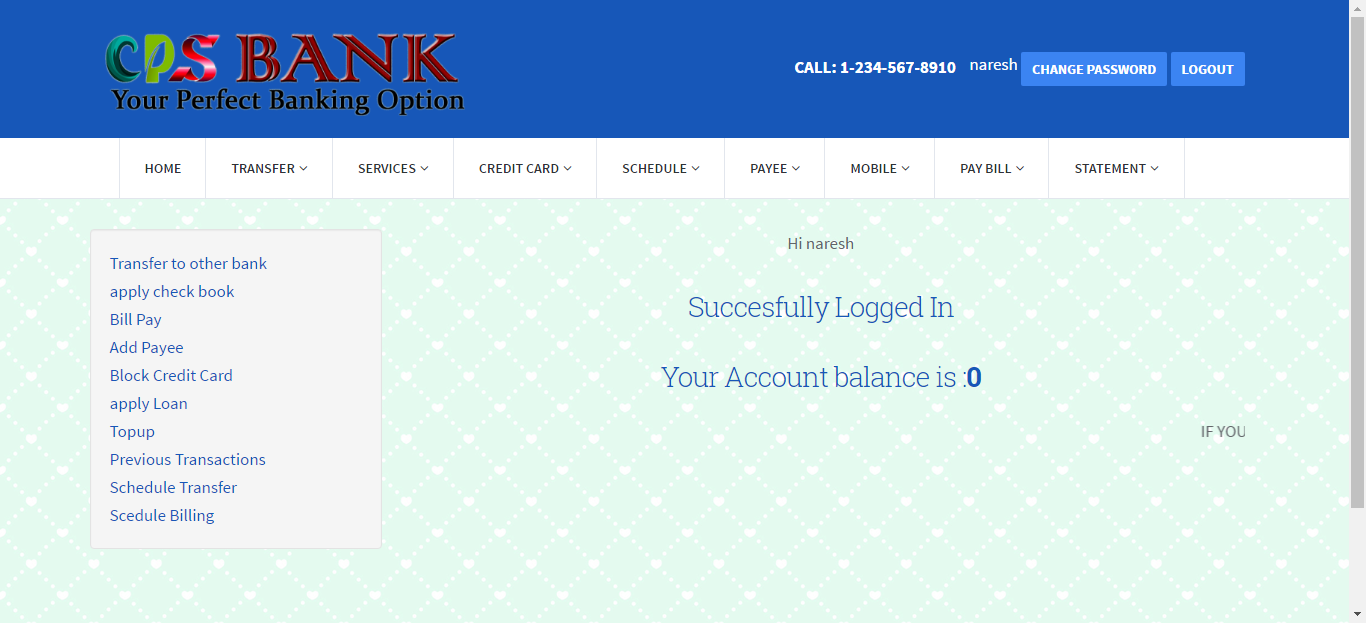 CPS BANK
Your Perfect Banking Option
CALL: 1-234-567-8910 naresh CHANGE PASSWORD LOGOUT
HOME TRANSFER SERVICES CREDIT CARD SCHEDULE PAYEE MOBILE PAY BILL STATEMENT
Transfer to other bank
apply check book
Bill Pay
Add Payee
Block Credit Card
apply Loan
Topup
Previous Transactions
Schedule Transfer
Scedule Billing
Hi naresh
Succesfully Logged In
Your Account balance is :0
IF YOU